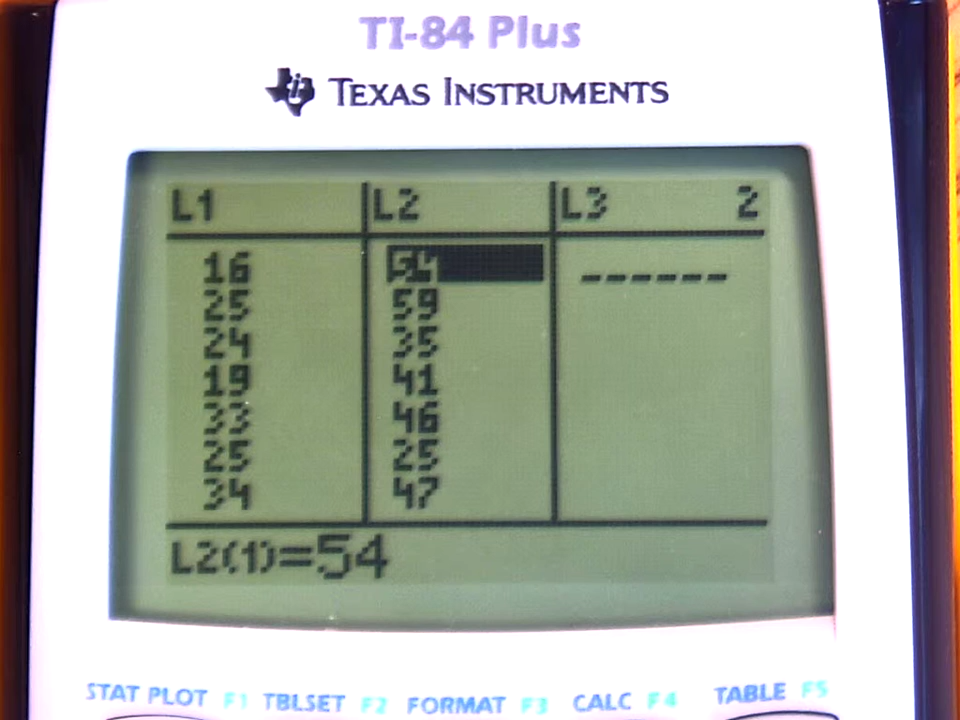 TI-84 Plus
TEXAS INSTRUMENTS
L1 L2 L3 2
16 54 ------
25 59
24 35
19 41
33 46
25 25
34 47
L2(1)=54
STAT PLOT F1 TBLSET F2 FORMAT F3 CALC F4 TABLE F5